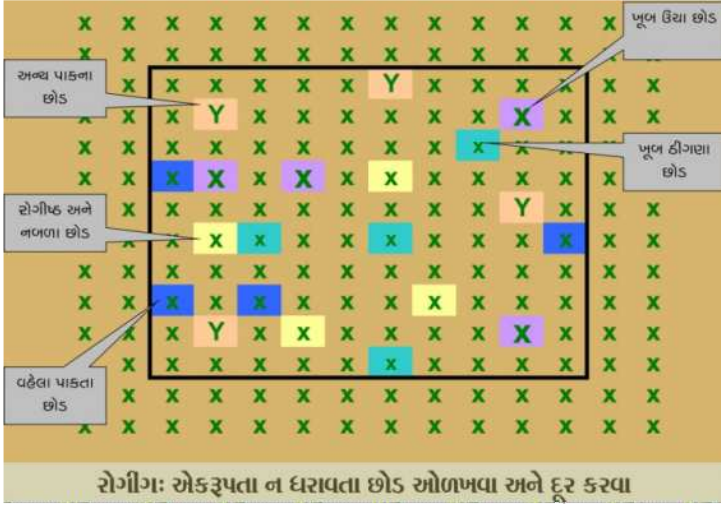 ખૂબ ઉંચા છોડ
અન્ય પાકના
છોડ
ખૂબ ઠીગણા
છોડ
રોગીષ્ઠ અને
નબળા છોડ
વહેલા પાકતા
છોડ
રોગીંગઃ એકરૂપતા ન ધરાવતા છોડ ઓળખવા અને દૂર કરવા